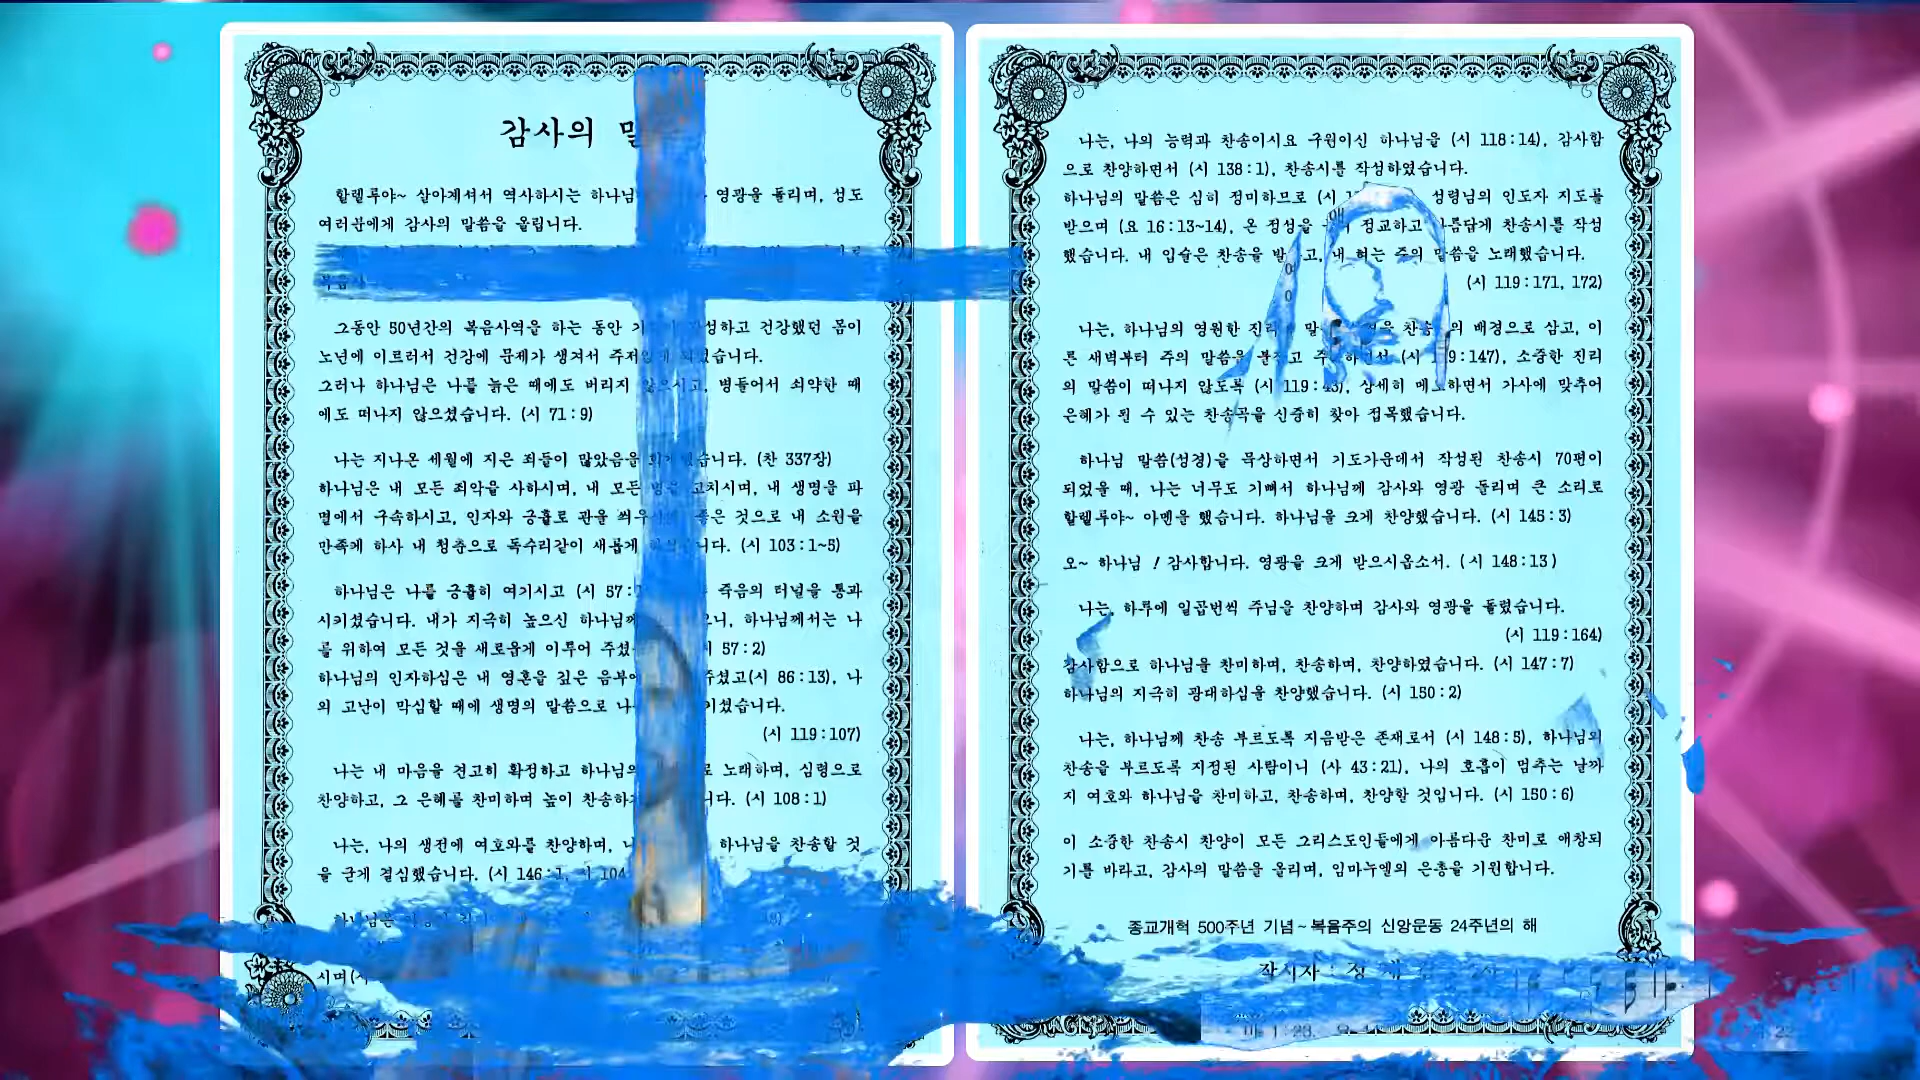 감사의
할렐루야~ 살아계셔서 역사하시는 하나님 영광을 돌리며, 성도
여러분에게 감사의 말씀을 올립니다.
그동안 50년간의 복음사역을 하는 동안 건강했던 몸이
노년에 이르러서 건강에 문제가 생겨서
그러나 하나님은 나를 늙은 때에도 버리지 않으시고, 병들어서 쇠약한 때
에도 떠나지 않으셨습니다. (시 71:9)
나는 지나온 세월에 지은 죄들이 많았음을 회개했습니다. (찬 337장)
하나님은 내 모든 죄악을 사하시며, 내 모든 병을 고치시며, 내 생명을 파
멸에서 구속하시고, 인자와 긍휼로 관을 씌우시며 좋은 것으로 내 소원을
만족케 하사 내 청춘으로 독수리같이 새롭게 (시 103:1~5)
하나님은 나를 긍휼히 여기시고 (시 57: 죽음의 터널을 통과
시키셨습니다. 내가 지극히 높으신 하나님께 하나님께서는 나
를 위하여 모든 것을 새로웁게 이루어 57:2)
하나님의 인자하심은 내 영혼을 깊은 주셨고(시 86:13), 나
의 고난이 막심할 때에 생명의 말씀으로
(시 119:107)
나는 내 마음을 견고히 확정하고 노래하며, 심령으로
찬양하고, 그 은혜를 찬미하며 높이 (시 108:1)
나는, 나의 생전에 여호와를 찬양하며, 하나님을 찬송할 것
을 굳게 결심했습니다. (시 146:1, 시 104
나는, 나의 능력과 찬송이시요 구원이신 하나님을 (시 118:14), 감사함
으로 찬양하면서 (시 138:1), 찬송시를 작성하였습니다.
하나님의 말씀은 심히 정미하므로 (시 성령님의 인도자 지도를
받으며 (요 16:13~14), 온 정성을 정교하고 아름답게 찬송시를 작성
했습니다. 내 입술은 찬송을 발하고, 내 혀는 주의 말씀을 노래했습니다.
(시 119:171, 172)
나는, 하나님의 영원한 찬송 의 배경으로 삼고, 이
른 새벽부터 주의 말씀을 (시 119:147), 소중한 진리
의 말씀이 떠나지 않도록 (시 119:43), 상세히 메모하면서 가사에 맞추어
은혜가 될 수 있는 찬송곡을 신중히 찾아 접목했습니다.
하나님 말씀(성경)을 묵상하면서 기도가운데서 작성된 찬송시 70편이
되었을 때, 나는 너무도 기뻐서 하나님께 감사와 영광 돌리며 큰 소리로
할렐루야~ 아멘을 했습니다. 하나님을 크게 찬양했습니다. (시 145:3)
오~ 하나님 ! 감사합니다. 영광을 크게 받으시옵소서. (시 148:13)
나는, 하루에 일곱번씩 주님을 찬양하며 감사와 영광을 돌렸습니다.
(시 119:164)
감사함으로 하나님을 찬미하며, 찬송하며, 찬양하였습니다. (시 147:7)
하나님의 지극히 광대하심을 찬양했습니다. (시 150:2)
나는, 하나님께 찬송 부르도록 지음받은 존재로서 (시 148:5), 하나님의
찬송을 부르도록 지정된 사람이니 (사 43:21), 나의 호흡이 멈추는 날까
지 여호와 하나님을 찬미하고, 찬송하며, 찬양할 것입니다. (시 150:6)
이 소중한 찬송시 찬양이 모든 그리스도인들에게 아름다운 찬미로 애창되
기를 바라고, 감사의 말씀을 올리며, 임마누엘의 은총을 기원합니다.
종교개혁 500주년 기념~복음주의 신앙운동 24주년의 해
작시자 : 정